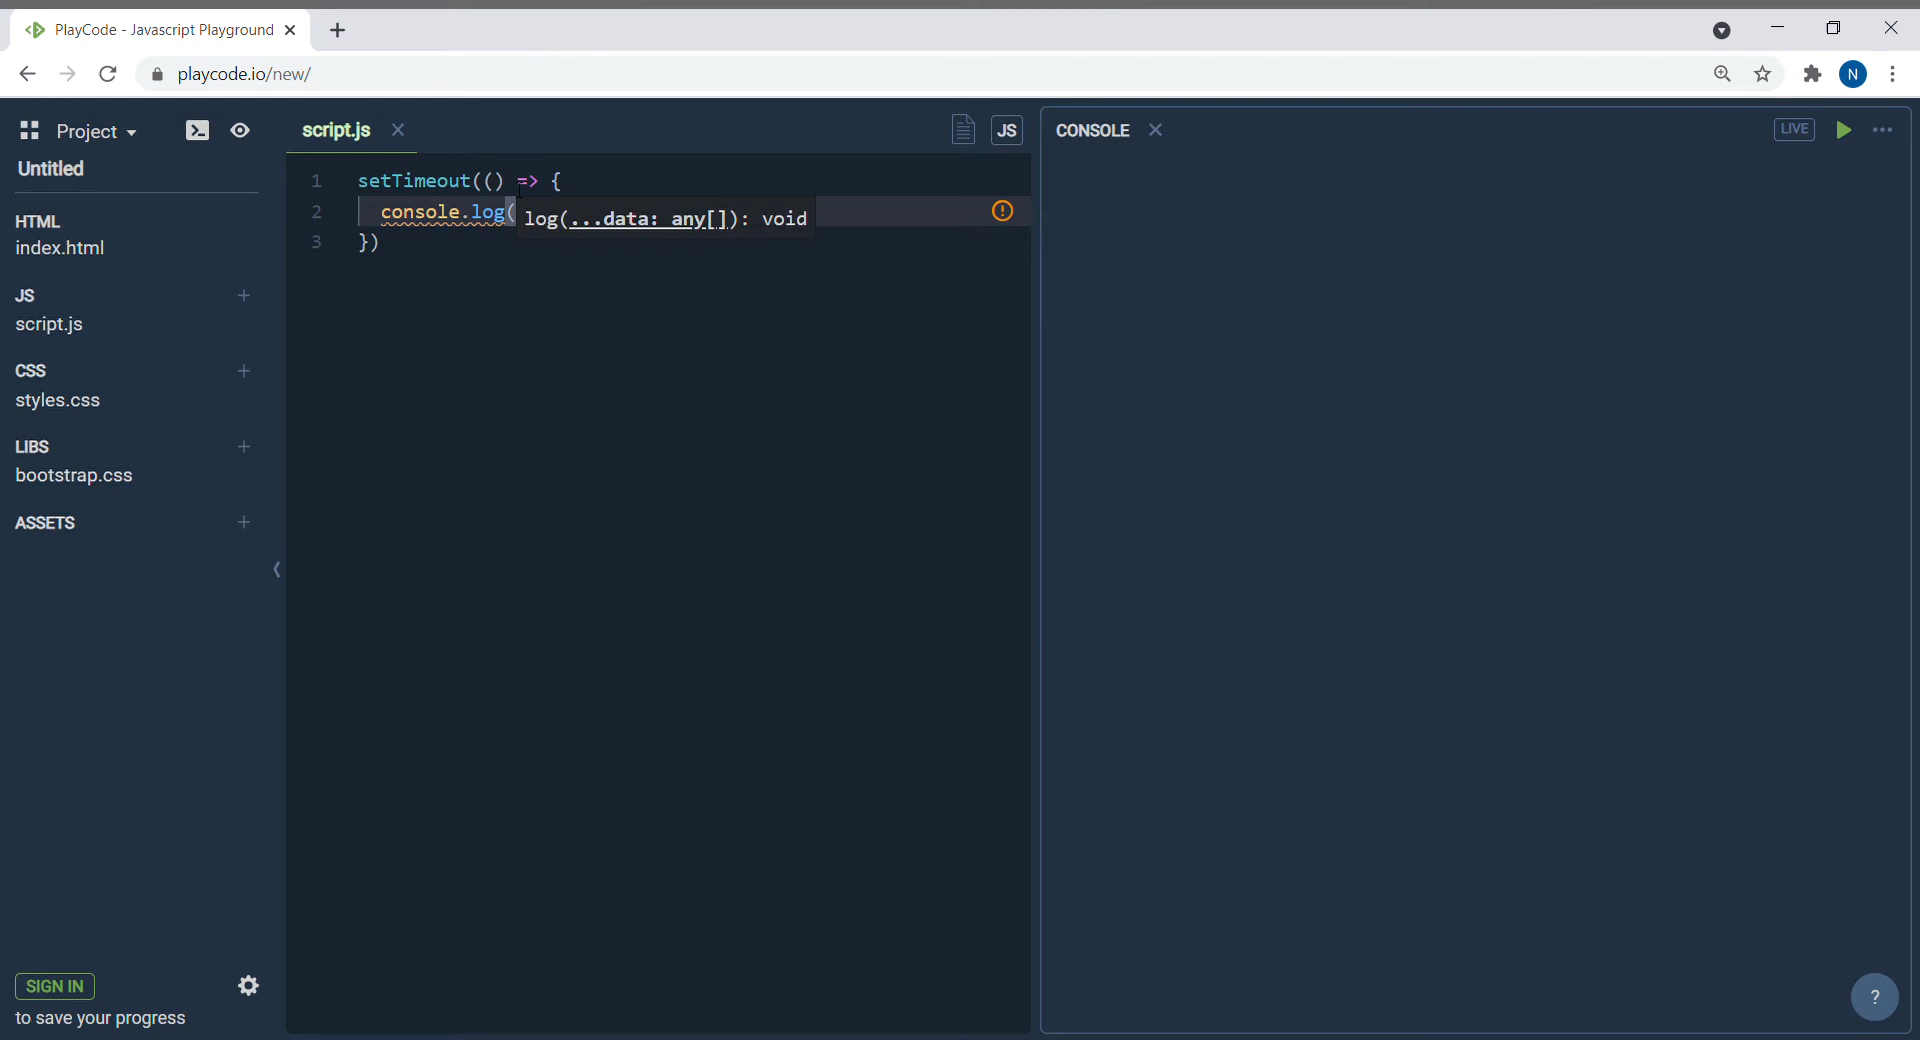 PlayCode - Javascript Playground
playcode.io/new/
N
Project
Untitled
HTML
index.html
JS
script.js
CSS
styles.css
LIBS
bootstrap.css
ASSETS
SIGN IN
to save your progress
script.js
JS
1 setTimeout(() => {
2 console.log(
log(...data: any[]): void
3 })
CONSOLE
LIVE
?